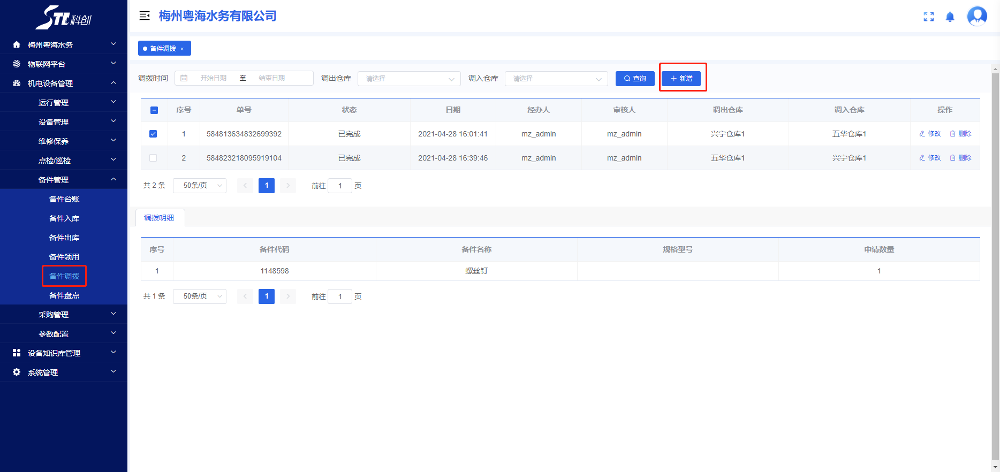 STC科创
梅州粤海水务
物联网平台
机电设备管理
运行管理
设备管理
维修保养
点检/巡检
备件管理
备件台账
备件入库
备件出库
备件领用
备件调拨
备件盘点
采购管理
参数配置
设备知识库管理
系统管理
梅州粤海水务有限公司
备件调拨 ×
调拨时间 开始日期 至 结束日期 调出仓库 请选择 调入仓库 请选择 查询 新增
序号 单号 状态 日期 经办人 审核人 调出仓库 调入仓库 操作
1 584813634832699392 已完成 2021-04-28 16:01:41 mz_admin mz_admin 兴宁仓库1 五华仓库1 修改 删除
2 584823218095919104 已完成 2021-04-28 16:39:46 mz_admin mz_admin 五华仓库1 兴宁仓库1 修改 删除
共 2 条 50条/页 1 前往 1 页
调拨明细
序号 备件代码 备件名称 规格型号 申请数量
1 1148598 螺丝钉 1
共 1 条 50条/页 1 前往 1 页